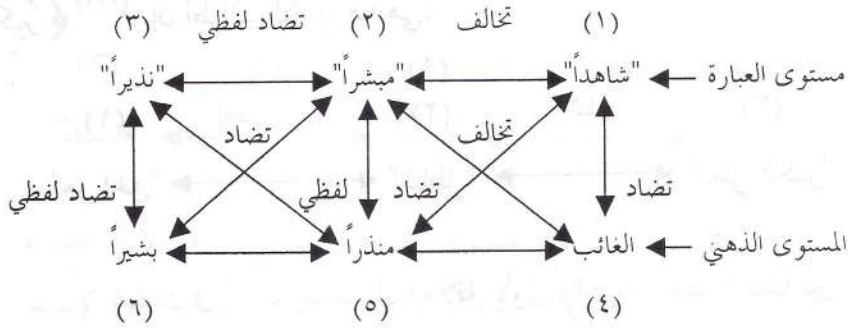 (١) تخالف (٢) تضاد لفظي (٣)
مستوى العبارة "شاهداً" "مبشراً" "نذيراً"
تخالف تضاد
تضاد تضاد لفظي تضاد لفظي
المستوى الذهني الغائب منذراً بشيراً
(٤) (٥) (٦)